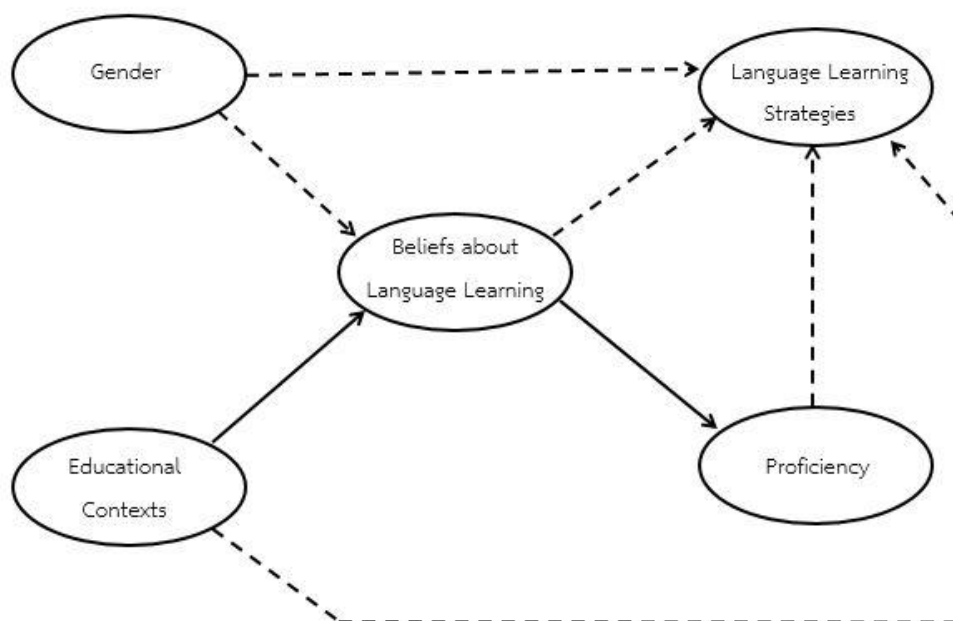 Gender
Language Learning
Strategies
Beliefs about
Language Learning
Educational
Contexts
Proficiency